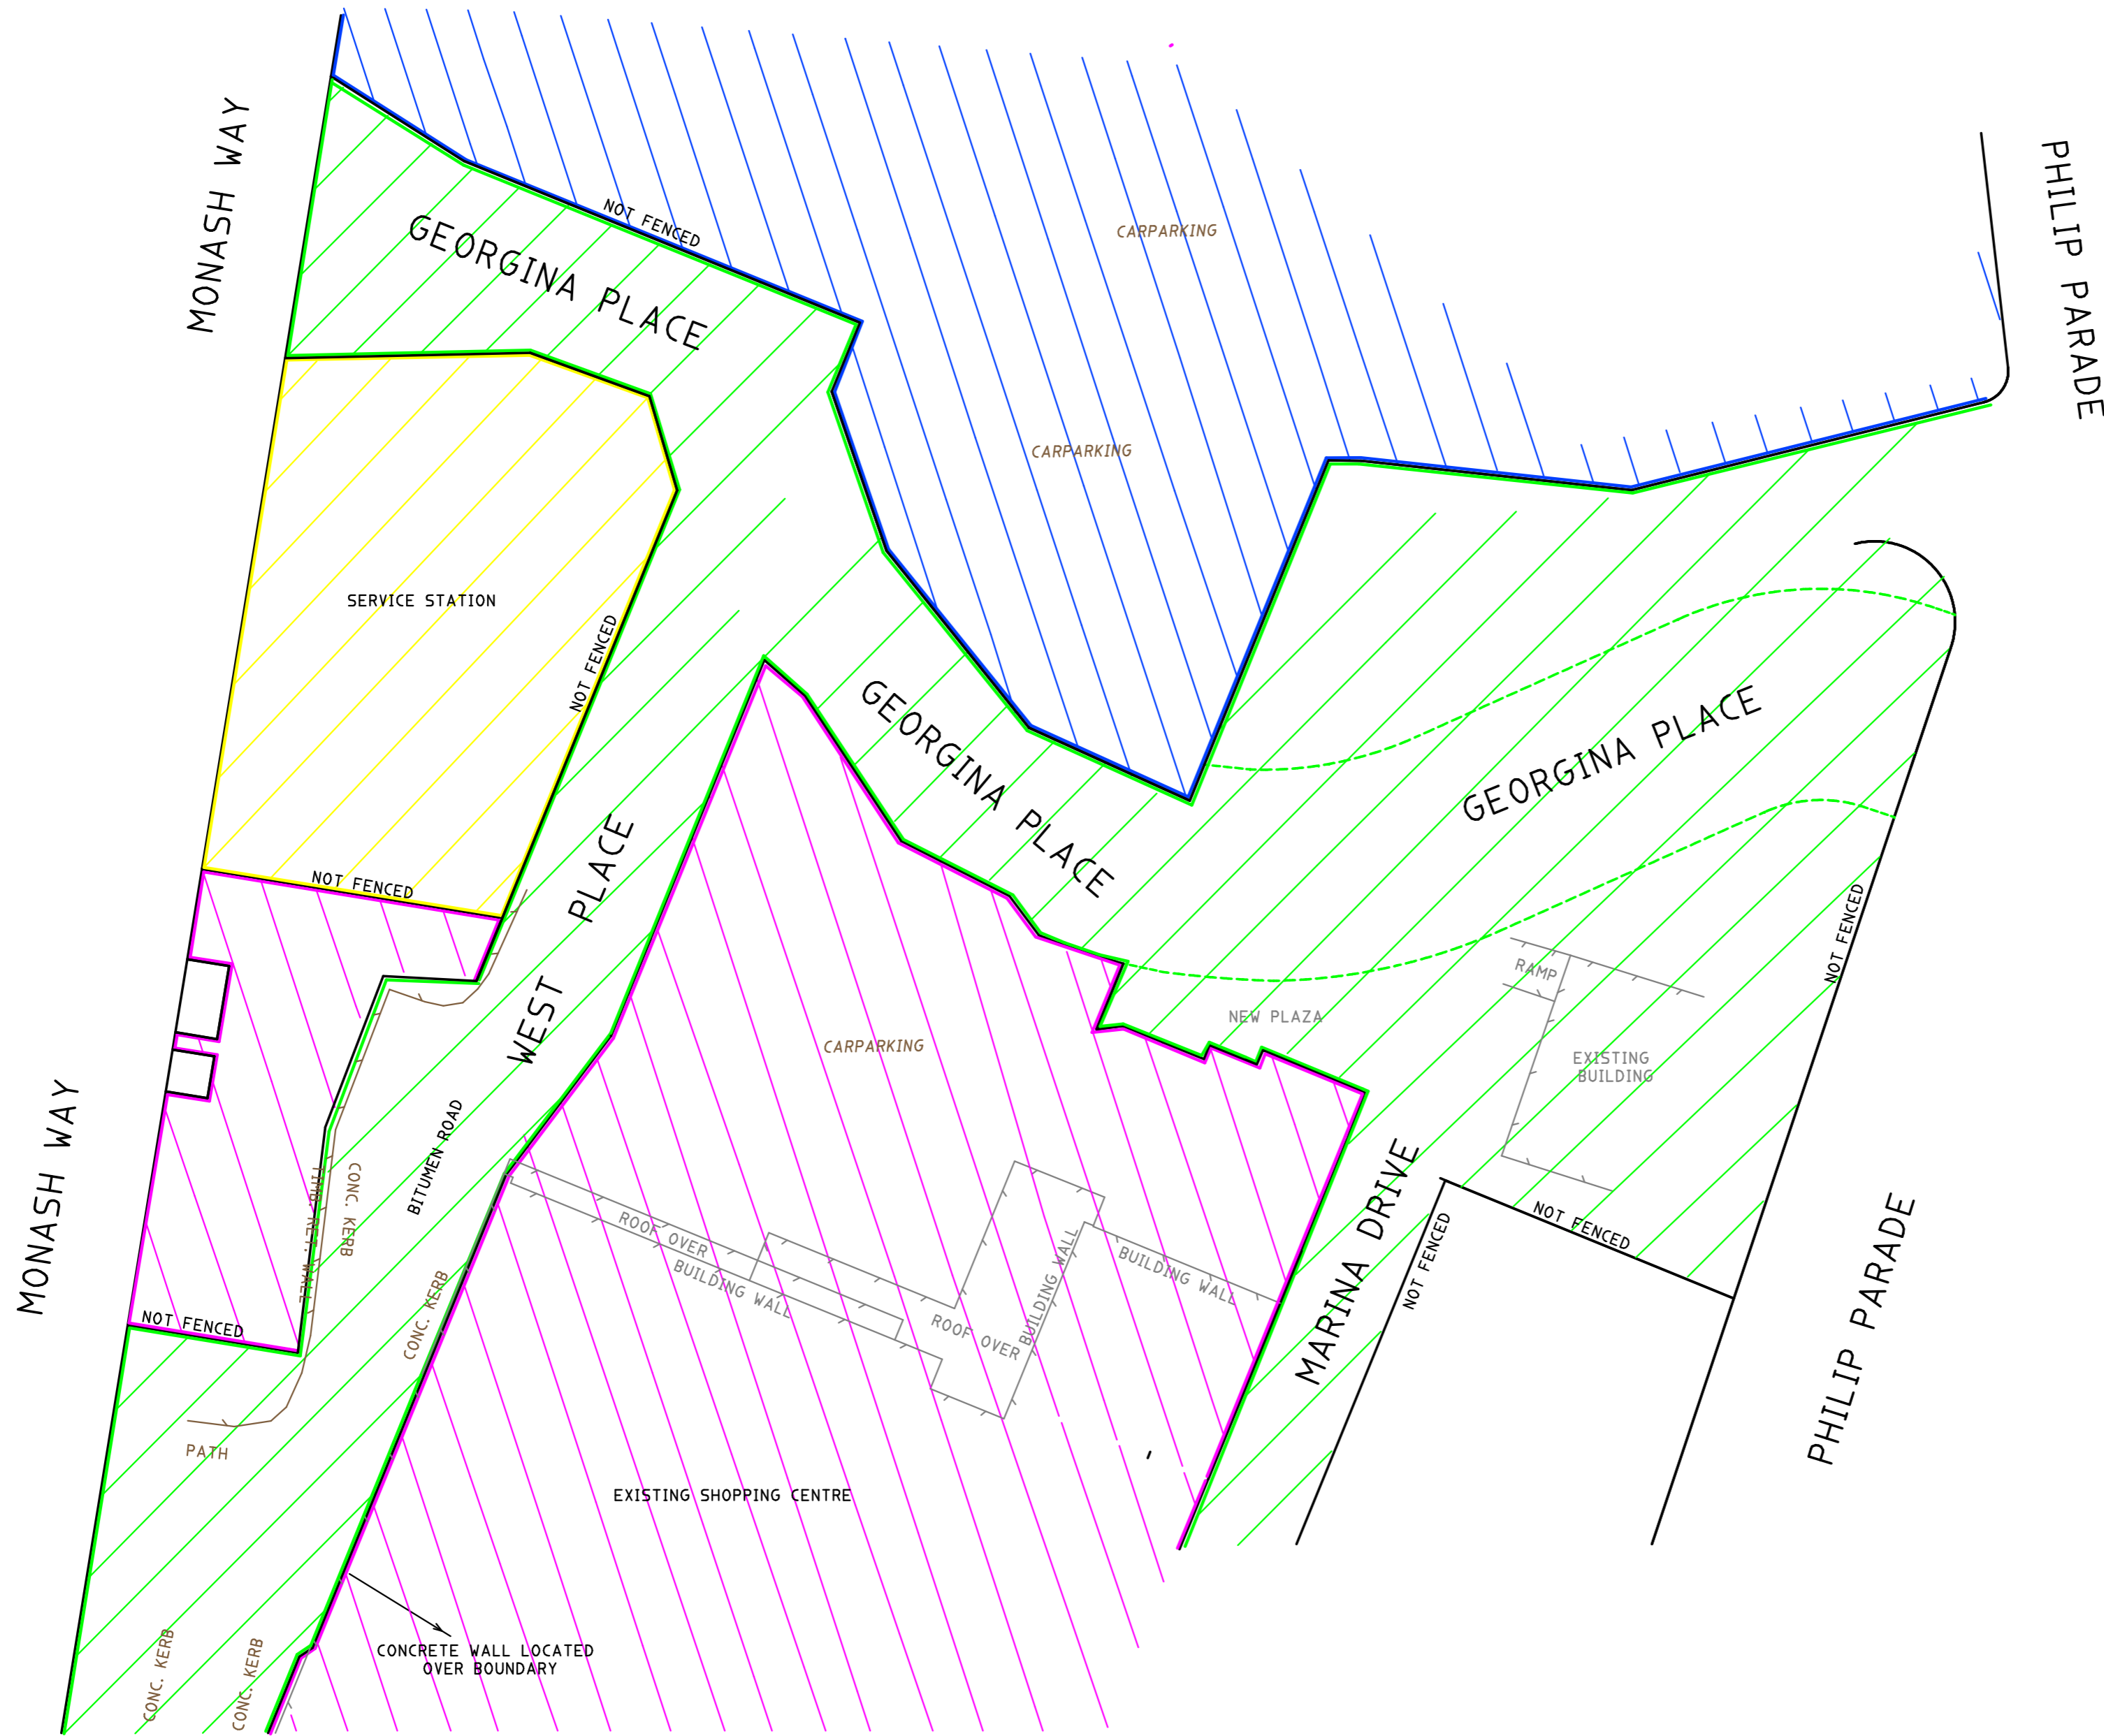 MONASH WAY
PHILIP PARADE
NOT FENCED
GEORGINA PLACE
CARPARKING
CARPARKING
SERVICE STATION
NOT FENCED
GEORGINA PLACE
GEORGINA PLACE
NOT FENCED
WEST PLACE
NOT FENCED
RAMP
NEW PLAZA
EXISTING
BUILDING
CARPARKING
MONASH WAY
BITUMEN ROAD
CONC. KERB
TIMB. RET. WALL
ROOF OVER
BUILDING WALL
BUILDING WALL
BUILDING WALL
ROOF OVER
MARINA DRIVE
NOT FENCED
NOT FENCED
PHILIP PARADE
NOT FENCED
CONC. KERB
PATH
EXISTING SHOPPING CENTRE
CONCRETE WALL LOCATED
OVER BOUNDARY
CONC. KERB
CONC. KERB